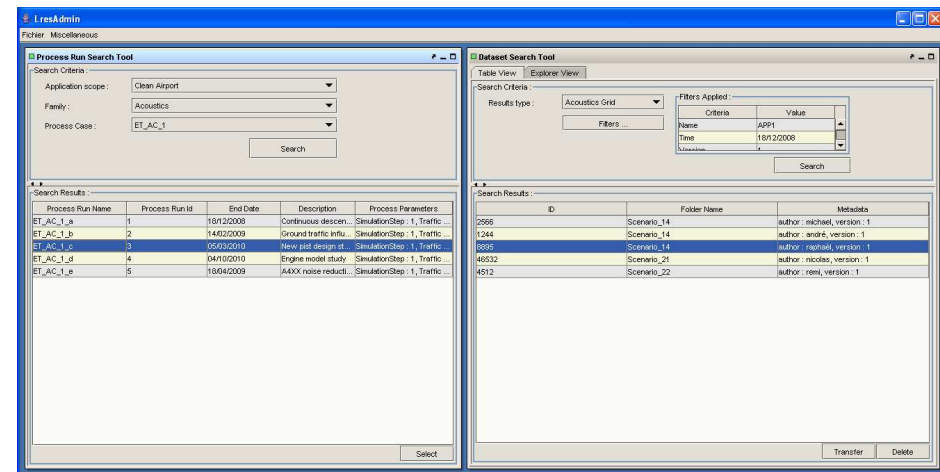 LresAdmin
Fichier Miscellaneous
Process Run Search Tool
Search Criteria :
Application scope : Clean Airport
Family : Acoustics
Process Case : ET_AC_1
Search
Search Results :
Process Run Name Process Run Id End Date Description Process Parameters
ET_AC_1_a 1 18/12/2008 Continuous descen... SimulationStep : 1, Traffic ...
ET_AC_1_b 2 14/02/2009 Ground traffic influ... SimulationStep : 1, Traffic ...
ET_AC_1_c 3 05/03/2010 New pist design st... SimulationStep : 1, Traffic ...
ET_AC_1_d 4 04/10/2010 Engine model study SimulationStep : 1, Traffic ...
ET_AC_1_e 5 18/04/2009 A4XX noise reducti... SimulationStep : 1, Traffic ...
Select
Dataset Search Tool
Table View Explorer View
Search Criteria :
Results type : Acoustics Grid
Filters ...
Filters Applied :
Criteria Value
Name APP1
Time 18/12/2008
Version 1
Search
Search Results :
ID Folder Name Metadata
2566 Scenario_14 author : michael, version : 1
1244 Scenario_14 author : andré, version : 1
8895 Scenario_14 author : raphaël, version : 1
46532 Scenario_21 author : nicolas, version : 1
4512 Scenario_22 author : remi, version : 1
Transfer Delete